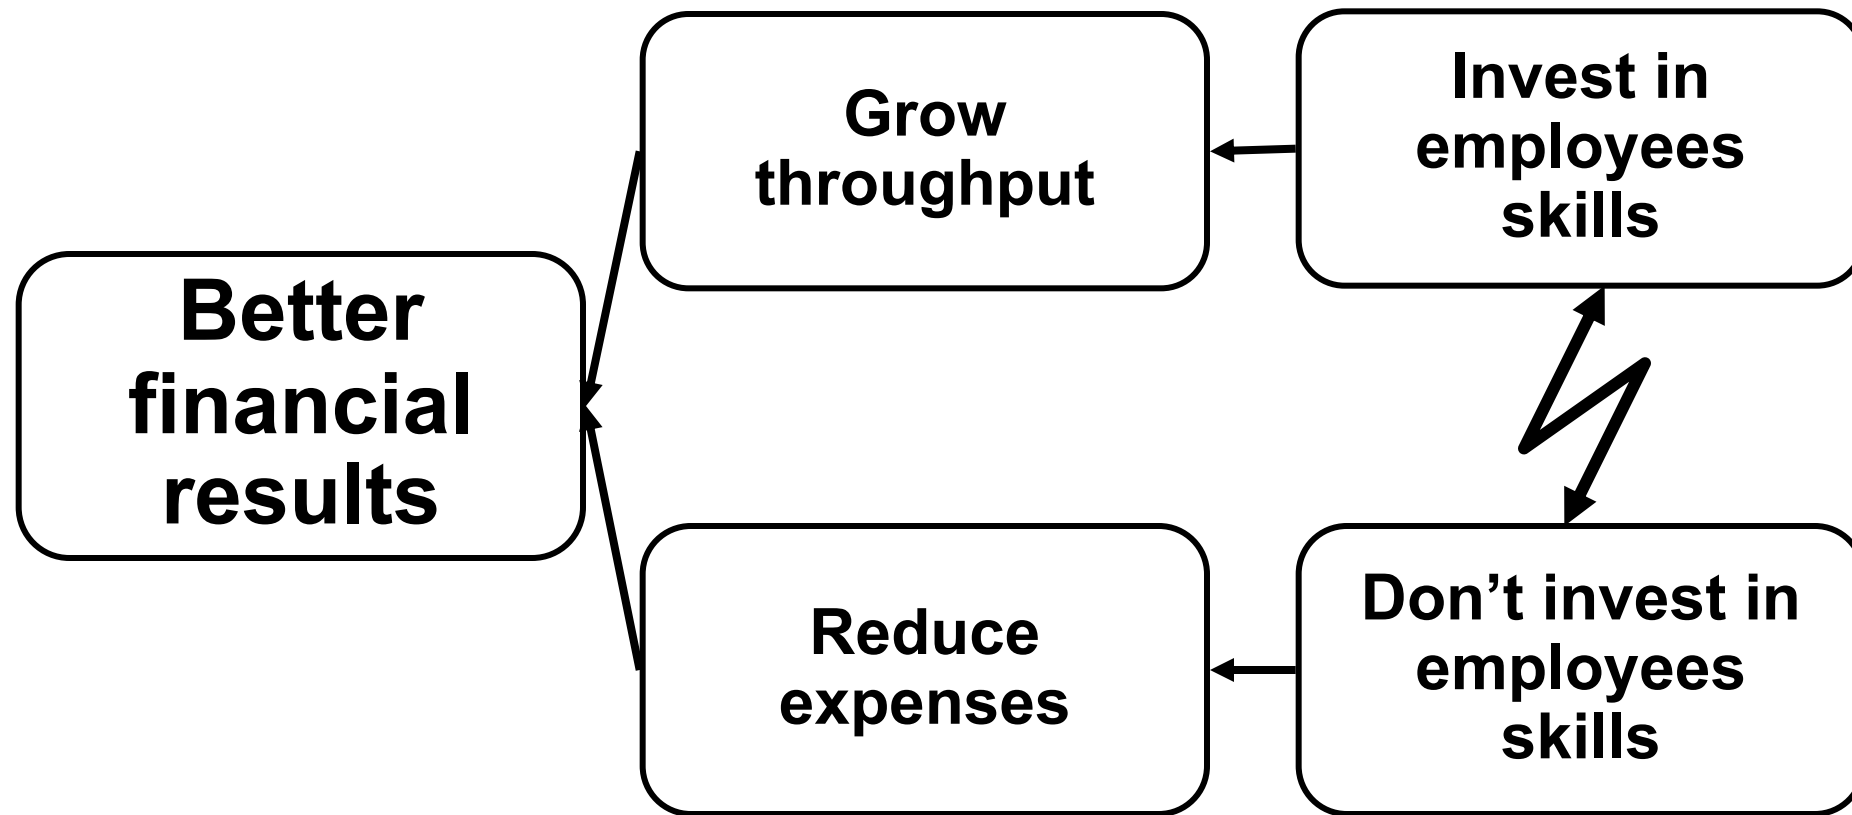 Better
financial
results
Grow
throughput
Invest in
employees
skills
Reduce
expenses
Don’t invest in
employees
skills